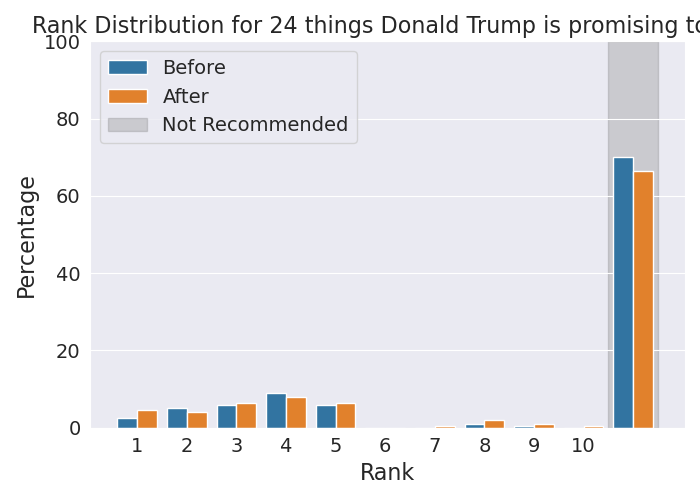 Rank Distribution for 24 things Donald Trump is promising to
100
80
60
40
20
0
Percentage
Before
After
Not Recommended
1 2 3 4 5 6 7 8 9 10
Rank